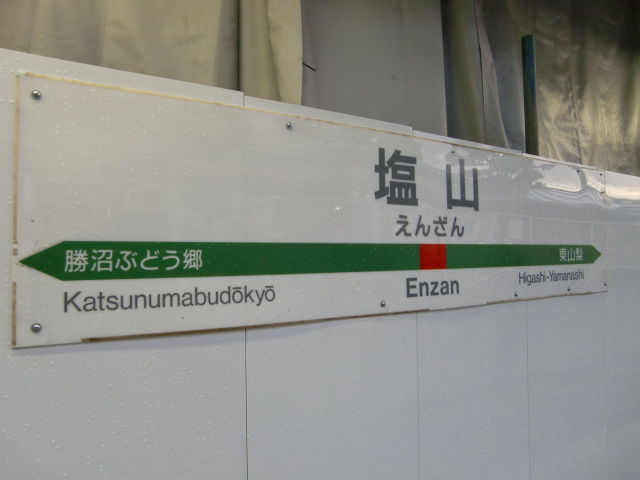 塩山
えんざん
勝沼ぶどう郷
東山梨
Katsunumabudōkyō
Enzan
Higashi-Yamanashi